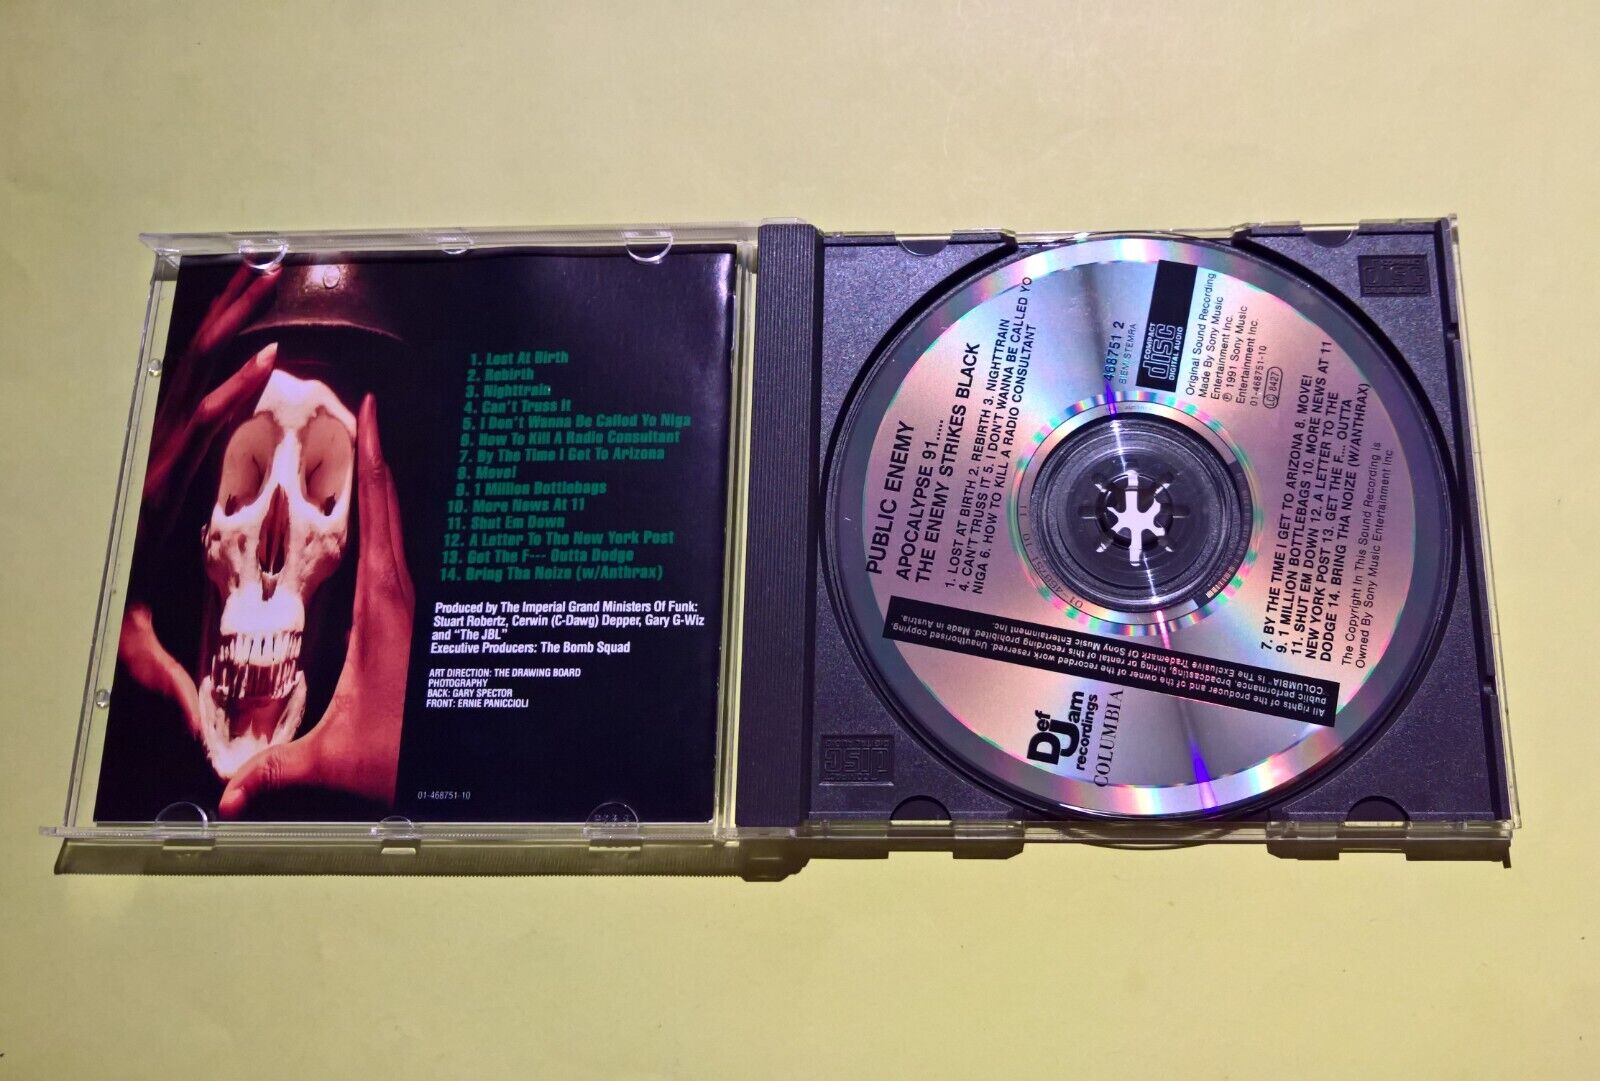 1. Lost At Birth
2. Rebirth
3. Nighttrain
4. Can't Truss It
5. I Don't Wanna Be Called Yo Niga
6. How To Kill A Radio Consultant
7. By The Time I Get To Arizona
8. Move!
9. 1 Million Bottlebags
10. More News At 11
11. Shut Em Down
12. A Letter To The New York Post
13. Get The F--- Outta Dodge
14. Bring Tha Noize (w/Anthrax)
Produced by The Imperial Grand Ministers Of Funk:
Stuart Robertz, Cerwin (C-Dawg) Depper, Gary G-Wiz
and "The JBL"
Executive Producers: The Bomb Squad
ART DIRECTION: THE DRAWING BOARD
PHOTOGRAPHY
BACK: GARY SPECTOR
FRONT: ERNIE PANICCIOLI
01-468751-10
PUBLIC ENEMY
APOCALYPSE 91......
THE ENEMY STRIKES BLACK
1. LOST AT BIRTH 2. REBIRTH 3. NIGHTTRAIN
4. CAN'T TRUSS IT 5. I DON'T WANNA BE CALLED YO
NIGA 6. HOW TO KILL A RADIO CONSULTANT
468751 2
BIEM/STEMRA
COMPACT
disc
DIGITAL AUDIO
Original Sound Recording
Made By Sony Music
Entertainment Inc.
℗ 1991 Sony Music
Entertainment Inc.
01-468751-10
LC 8427
7. BY THE TIME I GET TO ARIZONA 8. MOVE!
9. 1 MILLION BOTTLEBAGS 10. MORE NEWS AT 11
11. SHUT EM DOWN 12. A LETTER TO THE
NEW YORK POST 13. GET THE F... OUTTA
DODGE 14. BRING THA NOIZE (W/ANTHRAX)
The Copyright In This Sound Recording is
Owned By Sony Music Entertainment Inc.
All rights of the producer and of the owner of the recorded work reserved. Unauthorised copying,
public performance, broadcasting, hiring or rental of this recording prohibited. Made in Austria.
"COLUMBIA" Is The Exclusive Trademark Of Sony Music Entertainment Inc.
Def
Jam
recordings
COLUMBIA
COMPACT
disc